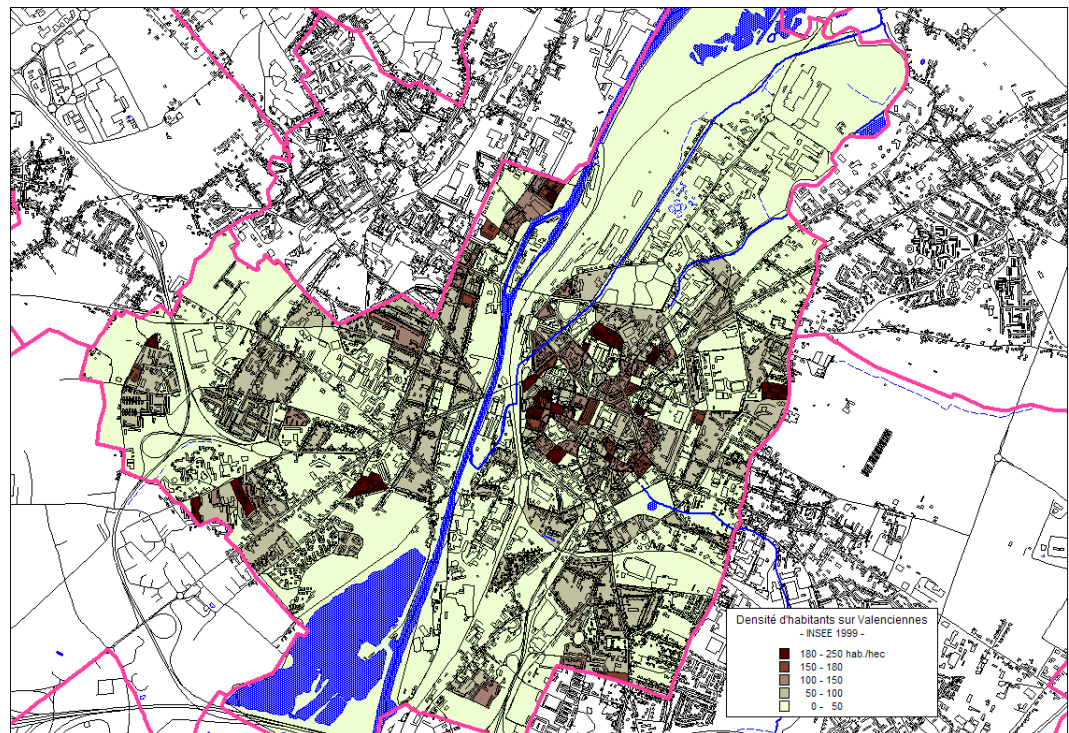 Densité d'habitants sur Valenciennes
- INSEE 1999 -
180 - 250 hab./hec
150 - 180
100 - 150
50 - 100
0 - 50